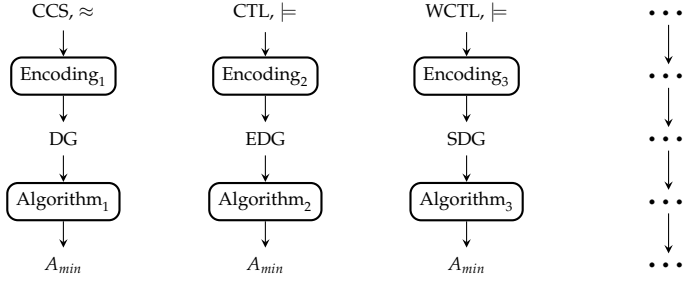 CCS, ≈ CTL, ⊨ WCTL, ⊨ •••
Encoding₁ Encoding₂ Encoding₃ •••
DG EDG SDG •••
Algorithm₁ Algorithm₂ Algorithm₃ •••
A_min A_min A_min •••